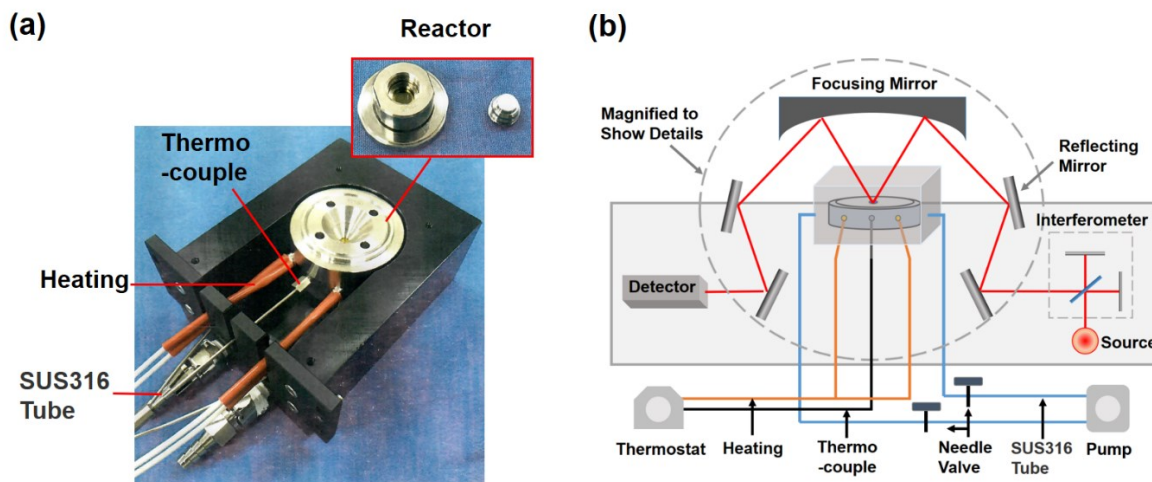 (a)
Reactor
Thermo
-couple
Heating
SUS316
Tube
(b)
Focusing Mirror
Magnified to
Show Details
Reflecting
Mirror
Interferometer
Detector
Source
Thermostat
Heating
Thermo
-couple
Needle
Valve
SUS316
Tube
Pump